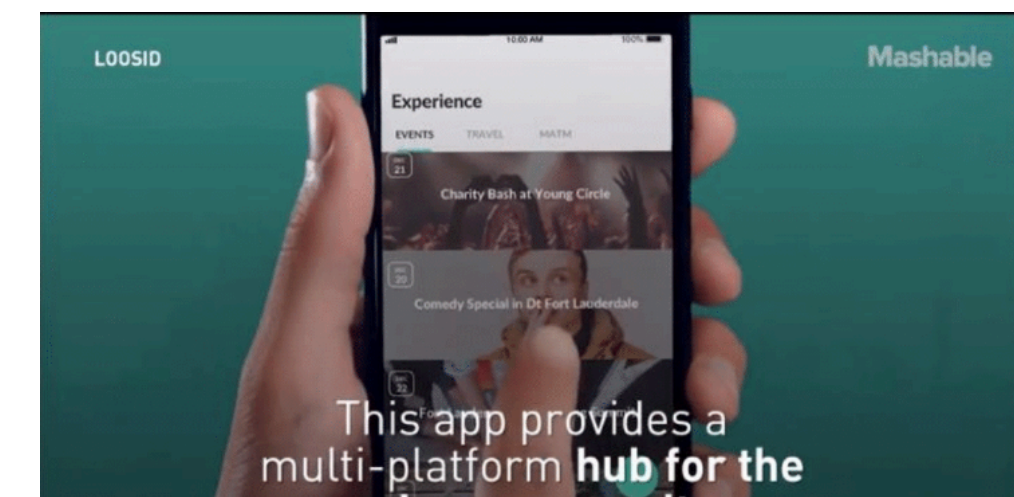 LOOSID
Mashable
10:00 AM
100%
Experience
EVENTS TRAVEL MATM
DEC
21
Charity Bash at Young Circle
20
Comedy Special in Dt Fort Lauderdale
22
This app provides a
multi-platform hub for the